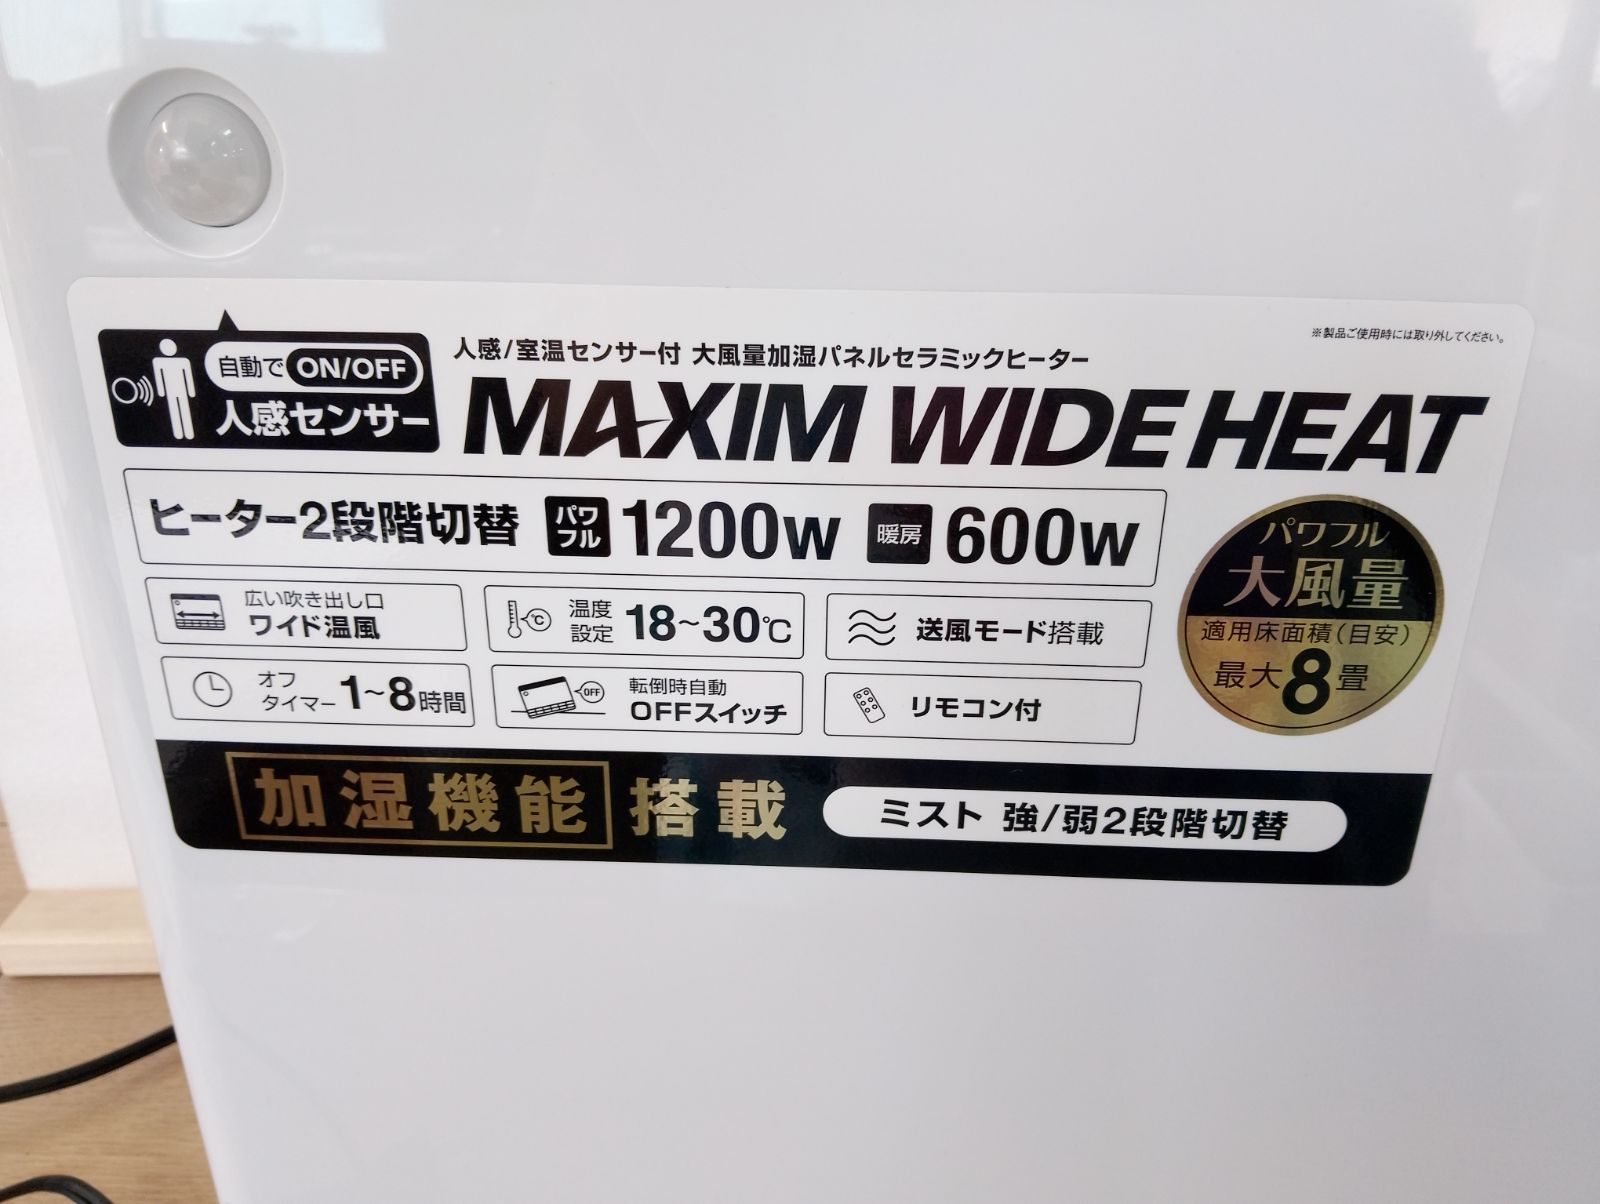 ※製品ご使用時には取り外してください。
自動で ON/OFF
人感センサー
人感/室温センサー付 大風量加湿パネルセラミックヒーター
MAXIM WIDE HEAT
ヒーター2段階切替 パワフル 1200W 暖房 600W
広い吹き出し口
ワイド温風
℃
温度設定 18~30℃
送風モード搭載
オフタイマー 1~8時間
OFF
転倒時自動
OFFスイッチ
リモコン付
パワフル
大風量
適用床面積(目安)
最大8畳
加湿機能搭載 ミスト 強/弱2段階切替